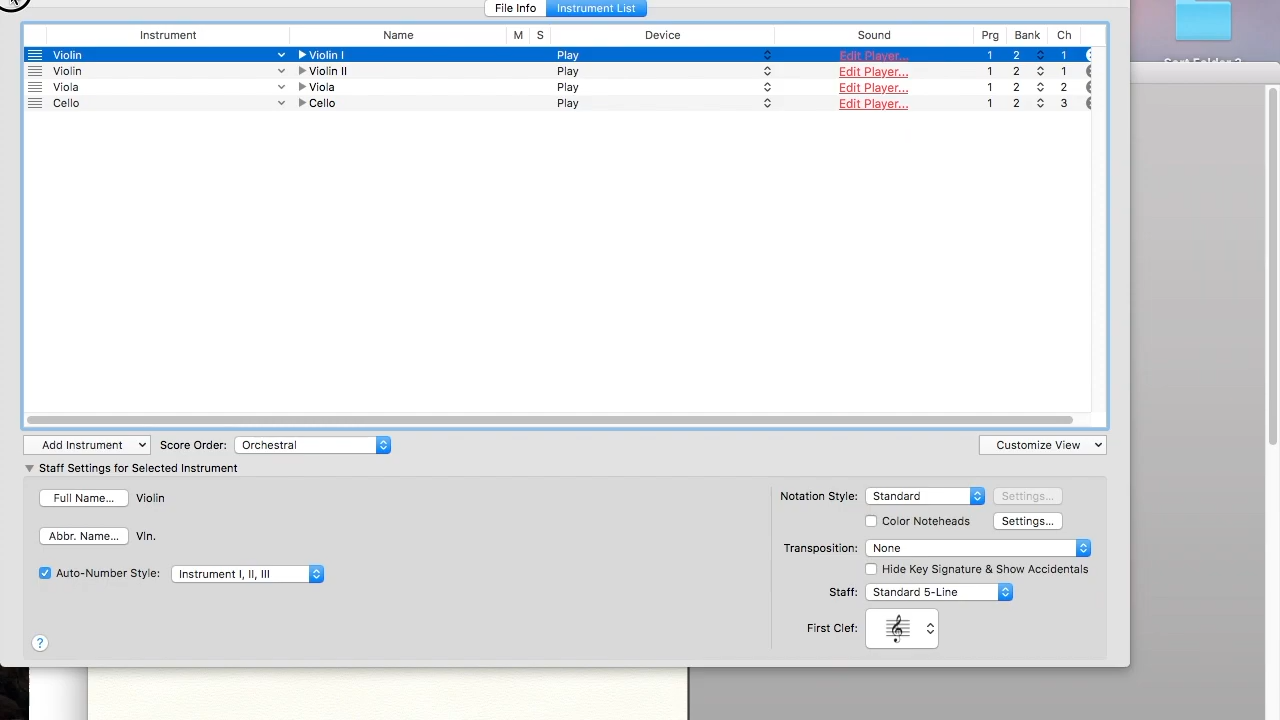 File Info Instrument List
Instrument Name M S Device Sound Prg Bank Ch
Violin Violin I Play Edit Player... 1 2 1
Violin Violin II Play Edit Player... 1 2 1
Viola Viola Play Edit Player... 1 2 2
Cello Cello Play Edit Player... 1 2 3
Add Instrument Score Order: Orchestral Customize View
Staff Settings for Selected Instrument
Full Name... Violin Notation Style: Standard Settings...
Color Noteheads Settings...
Abbr. Name... Vln. Transposition: None
Auto-Number Style: Instrument I, II, III Hide Key Signature & Show Accidentals
Staff: Standard 5-Line
First Clef:
?